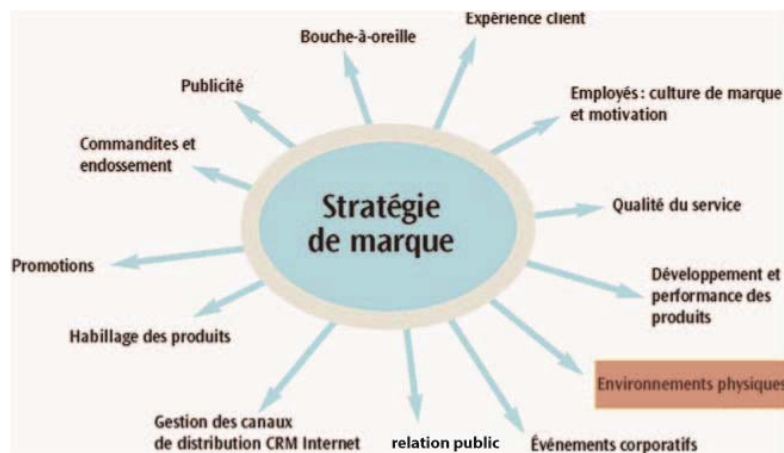 Expérience client
Bouche-à-oreille
Publicité
Employés : culture de marque
et motivation
Commandites et
endossement
Stratégie
de marque
Qualité du service
Promotions
Développement et
performance des
produits
Habillage des produits
Environnements physiques
Gestion des canaux
de distribution CRM Internet
relation public
Événements corporatifs